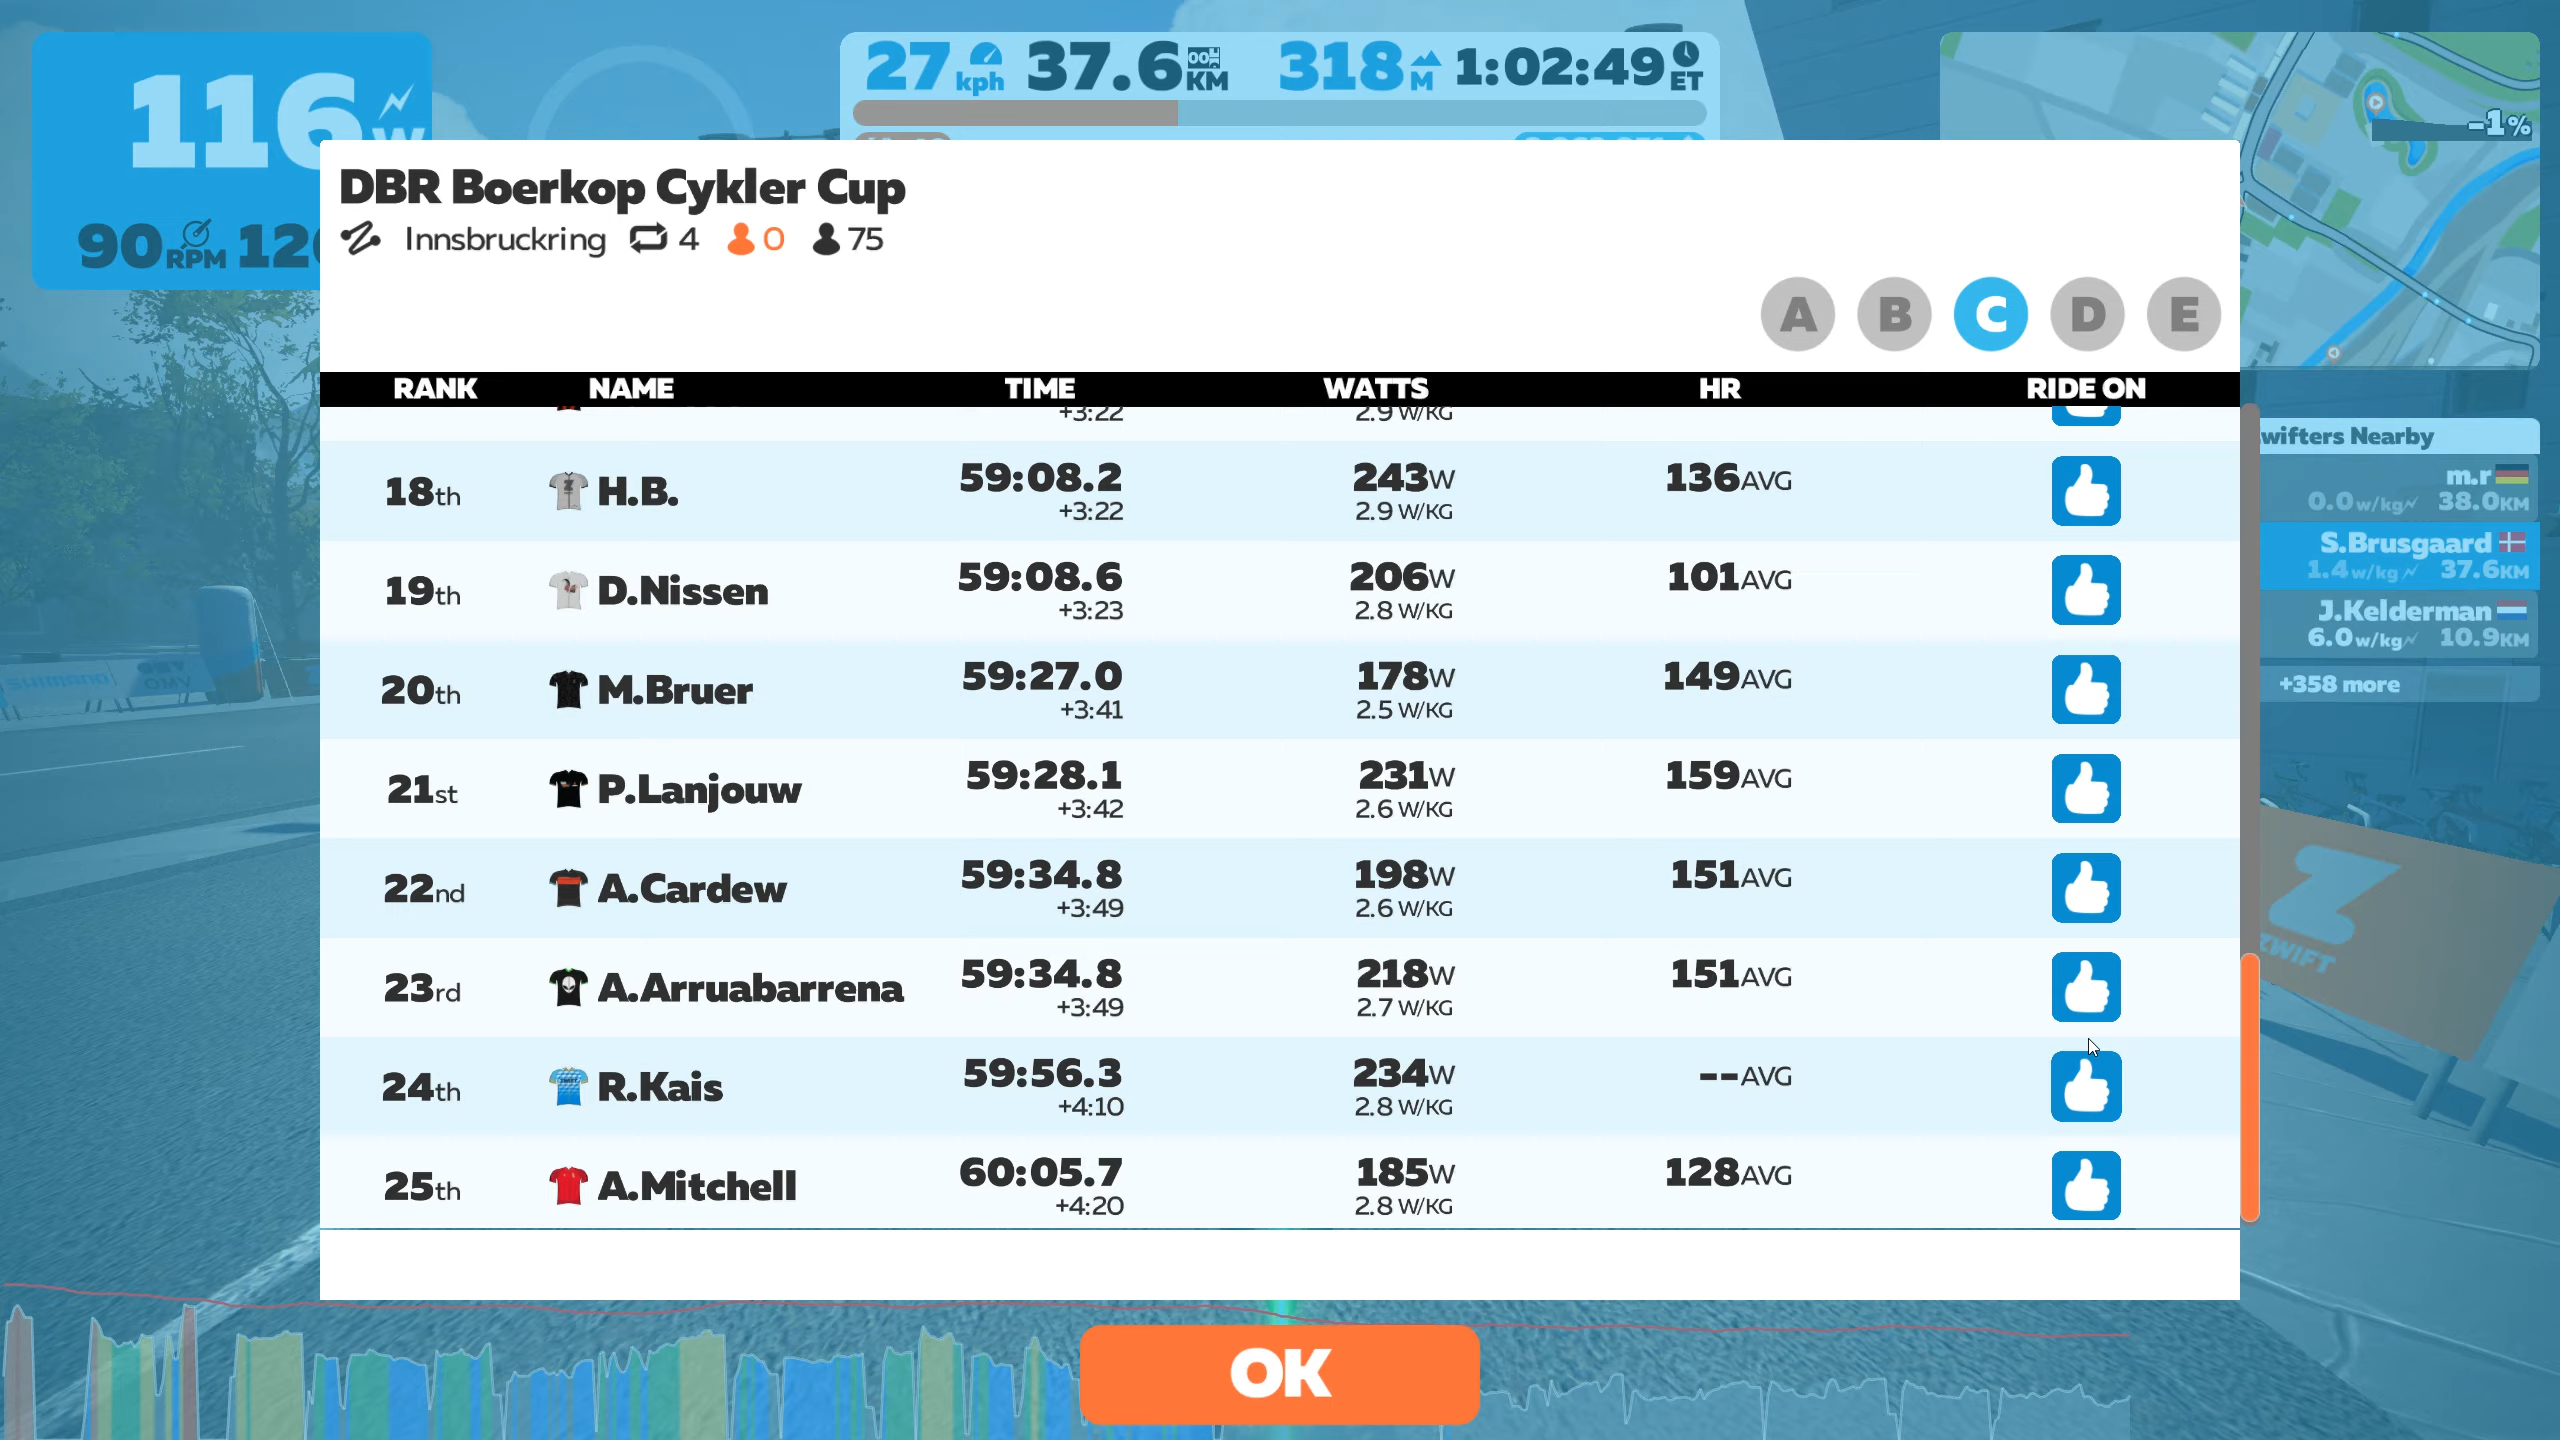 116 w
90 RPM 120
27 kph 37.6 KM 318 M 1:02:49 ET
-1%
DBR Boerkop Cykler Cup
Innsbruckring 4 0 75
A B C D E
RANK NAME TIME WATTS HR RIDE ON
+3:22 2.9 W/KG
18th H.B. 59:08.2 243W 136AVG
+3:22 2.9 W/KG
19th D.Nissen 59:08.6 206W 101AVG
+3:23 2.8 W/KG
20th M.Bruer 59:27.0 178W 149AVG
+3:41 2.5 W/KG
21st P.Lanjouw 59:28.1 231W 159AVG
+3:42 2.6 W/KG
22nd A.Cardew 59:34.8 198W 151AVG
+3:49 2.6 W/KG
23rd A.Arruabarrena 59:34.8 218W 151AVG
+3:49 2.7 W/KG
24th R.Kais 59:56.3 234W --AVG
+4:10 2.8 W/KG
25th A.Mitchell 60:05.7 185W 128AVG
+4:20 2.8 W/KG
OK
wifters Nearby
m.r
0.0w/kg 38.0KM
S.Brusgaard
1.4w/kg 37.6KM
J.Kelderman
6.0w/kg 10.9KM
+358 more
ZWIFT
SHIMANO
OMV